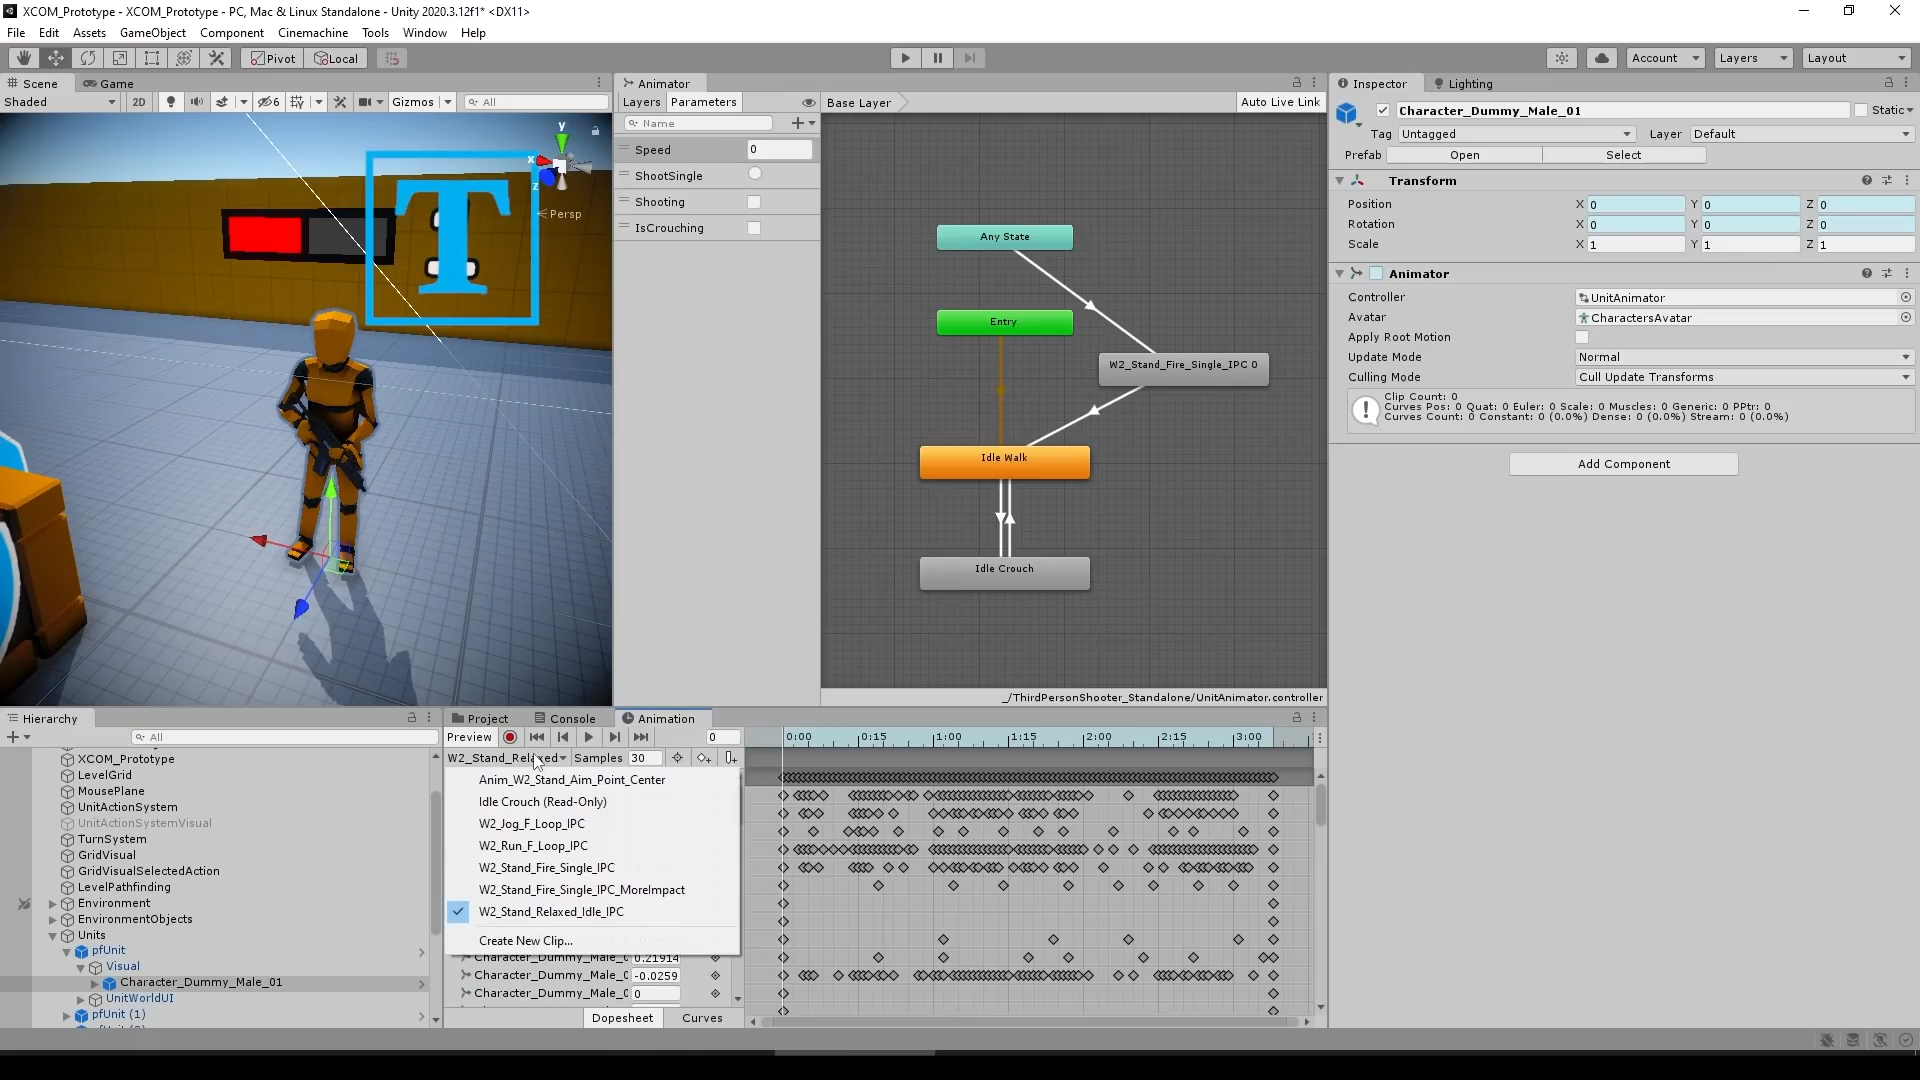 XCOM_Prototype - XCOM_Prototype - PC, Mac & Linux Standalone - Unity 2020.3.12f1* <DX11>
File Edit Assets GameObject Component Cinemachine Tools Window Help
Pivot Local Account Layers Layout
Scene Game
Shaded 2D 6 Gizmos All
T
y
x
z
Persp
Animator
Layers Parameters
Name
Speed 0
ShootSingle
Shooting
IsCrouching
Base Layer Auto Live Link
Any State
Entry
W2_Stand_Fire_Single_IPC 0
Idle Walk
Idle Crouch
_/ThirdPersonShooter_Standalone/UnitAnimator.controller
Inspector Lighting
Character_Dummy_Male_01 Static
Tag Untagged Layer Default
Prefab Open Select
Transform
Position X 0 Y 0 Z 0
Rotation X 0 Y 0 Z 0
Scale X 1 Y 1 Z 1
Animator
Controller UnitAnimator
Avatar CharactersAvatar
Apply Root Motion
Update Mode Normal
Culling Mode Cull Update Transforms
Clip Count: 0
Curves Pos: 0 Quat: 0 Euler: 0 Scale: 0 Muscles: 0 Generic: 0 PPtr: 0
Curves Count: 0 Constant: 0 (0.0%) Dense: 0 (0.0%) Stream: 0 (0.0%)
Add Component
Hierarchy
All
XCOM_Prototype
LevelGrid
MousePlane
UnitActionSystem
UnitActionSystemVisual
TurnSystem
GridVisual
GridVisualSelectedAction
LevelPathfinding
Environment
EnvironmentObjects
Units
pfUnit
Visual
Character_Dummy_Male_01
UnitWorldUI
pfUnit (1)
Project Console Animation
Preview 0
0:00 0:15 1:00 1:15 2:00 2:15 3:00
W2_Stand_Relaxed Samples 30
Anim_W2_Stand_Aim_Point_Center
Idle Crouch (Read-Only)
W2_Jog_F_Loop_IPC
W2_Run_F_Loop_IPC
W2_Stand_Fire_Single_IPC
W2_Stand_Fire_Single_IPC_MoreImpact
W2_Stand_Relaxed_Idle_IPC
Create New Clip...
Character_Dummy_Male_0 0.21914
Character_Dummy_Male_0 -0.0259
Character_Dummy_Male_0 0
Dopesheet Curves